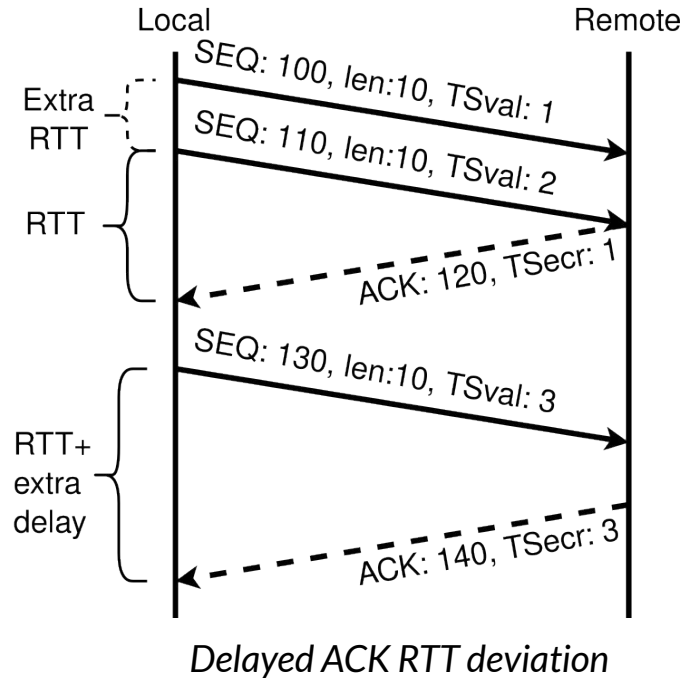 Local
Remote
SEQ: 100, len:10, TSval: 1
Extra
RTT
SEQ: 110, len:10, TSval: 2
RTT
ACK: 120, TSecr: 1
SEQ: 130, len:10, TSval: 3
RTT+
extra
delay
ACK: 140, TSecr: 3
Delayed ACK RTT deviation